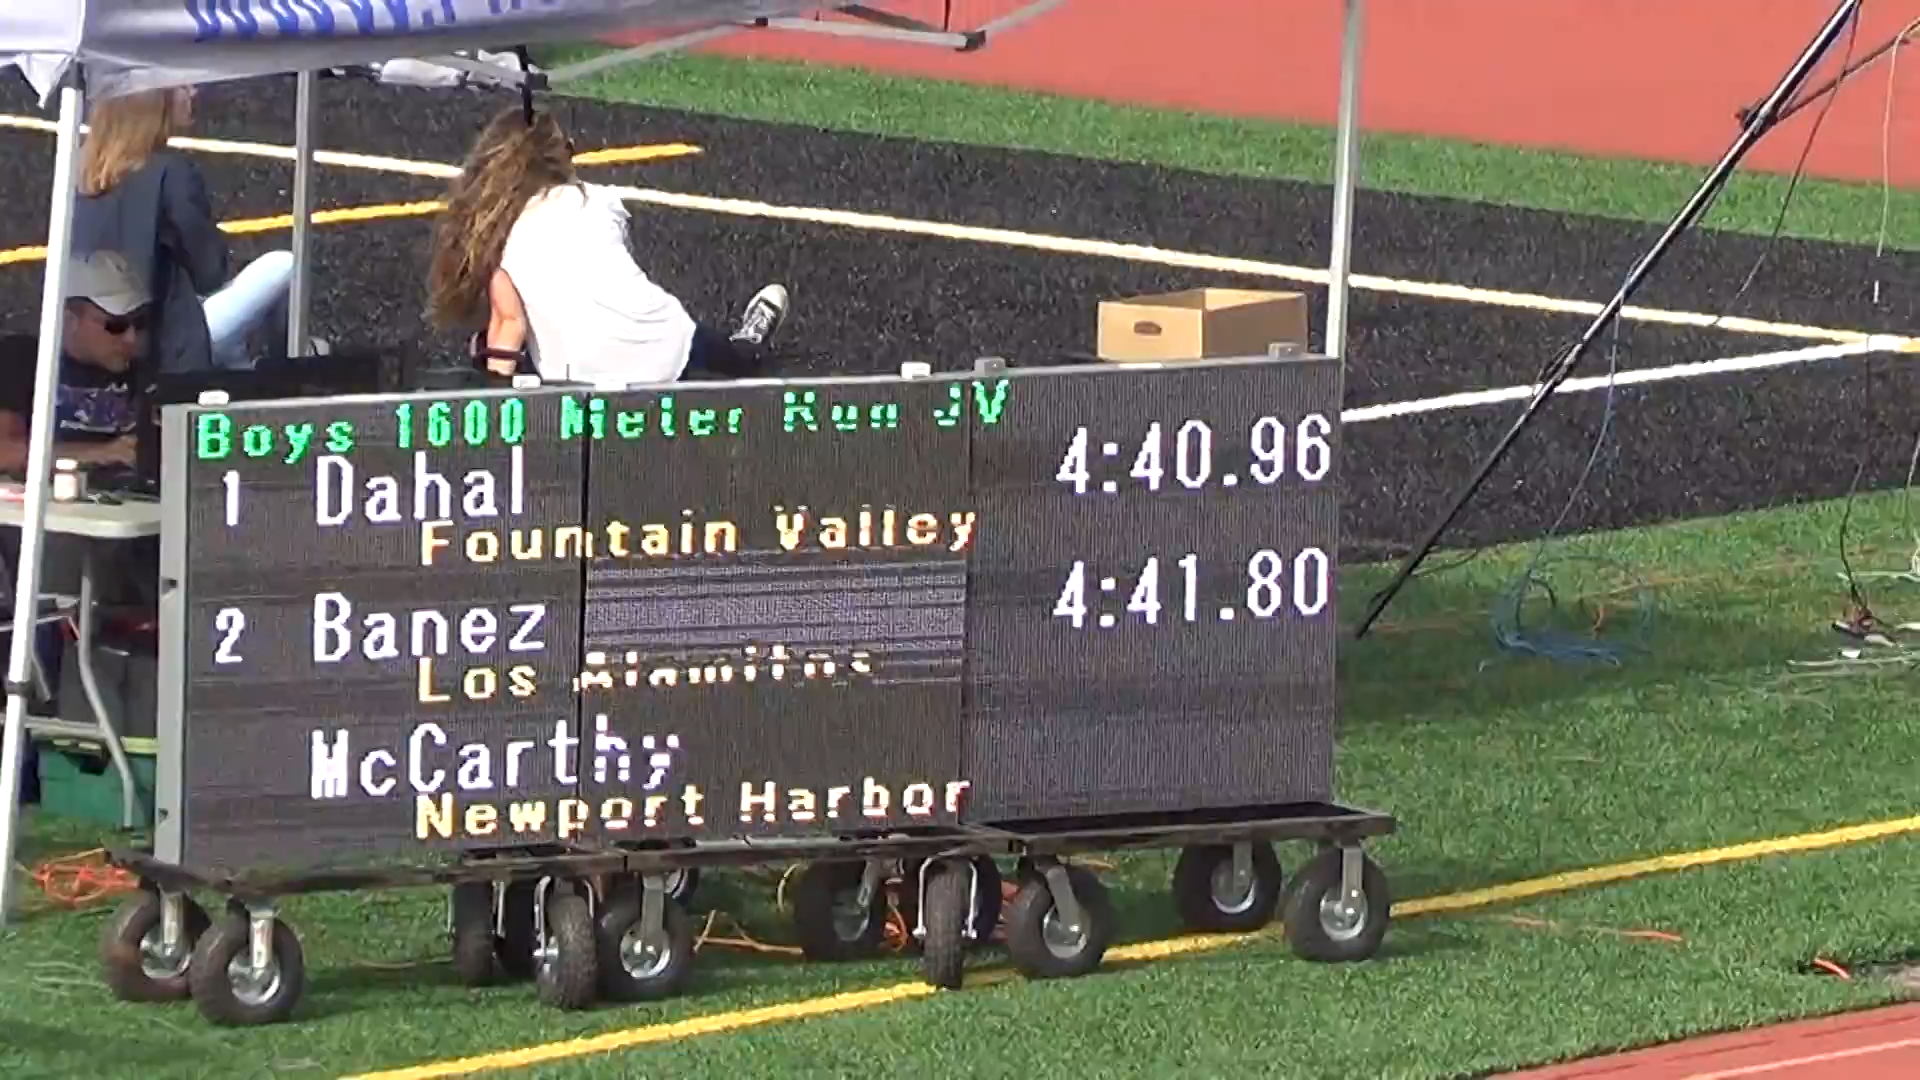 Boys 1600 Meter Run JV
1 Dahal 4:40.96
Fountain Valley
2 Banez 4:41.80
Los Alamitos
McCarthy
Newport Harbor